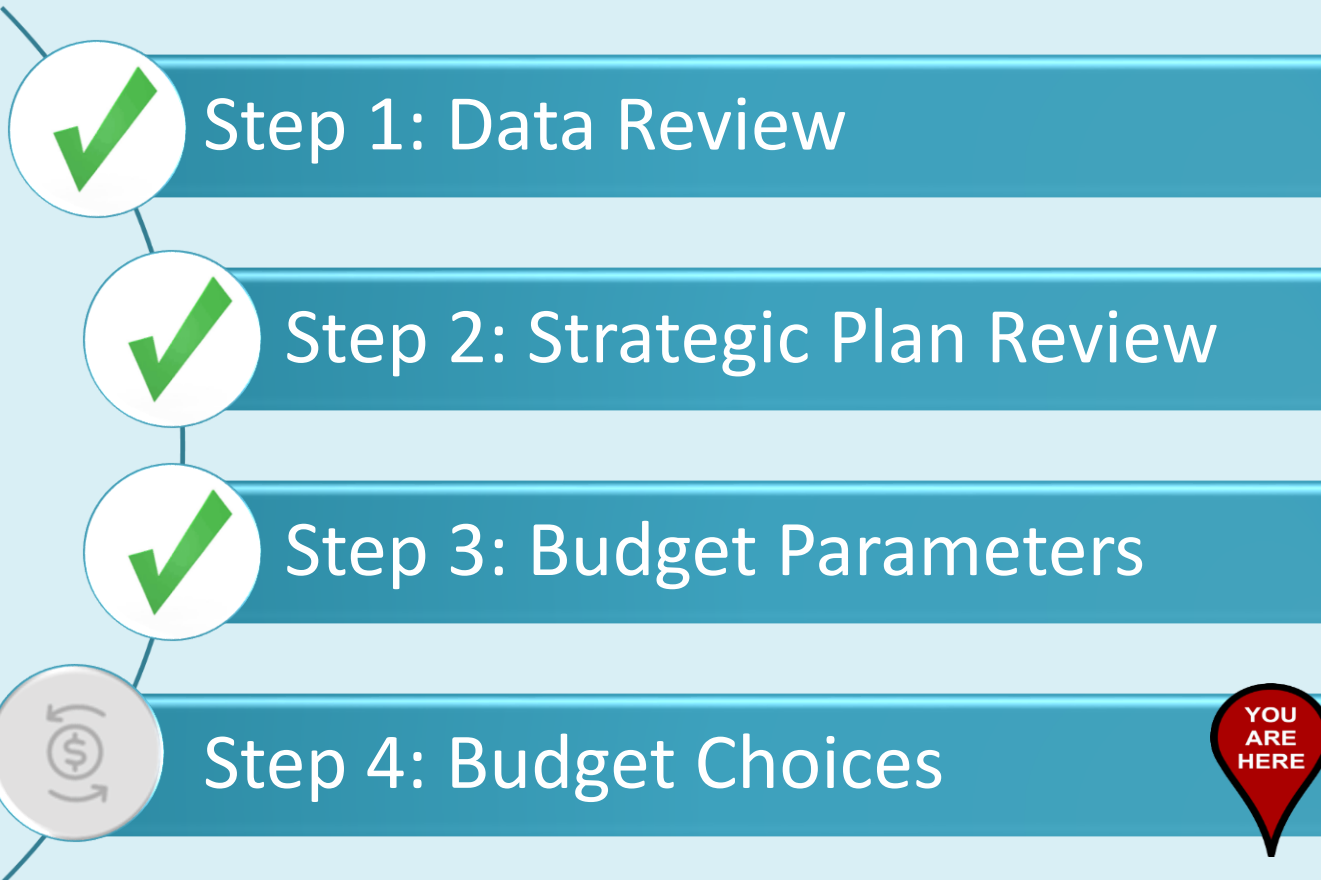 Step 1: Data Review
Step 2: Strategic Plan Review
Step 3: Budget Parameters
$
Step 4: Budget Choices
YOU
ARE
HERE